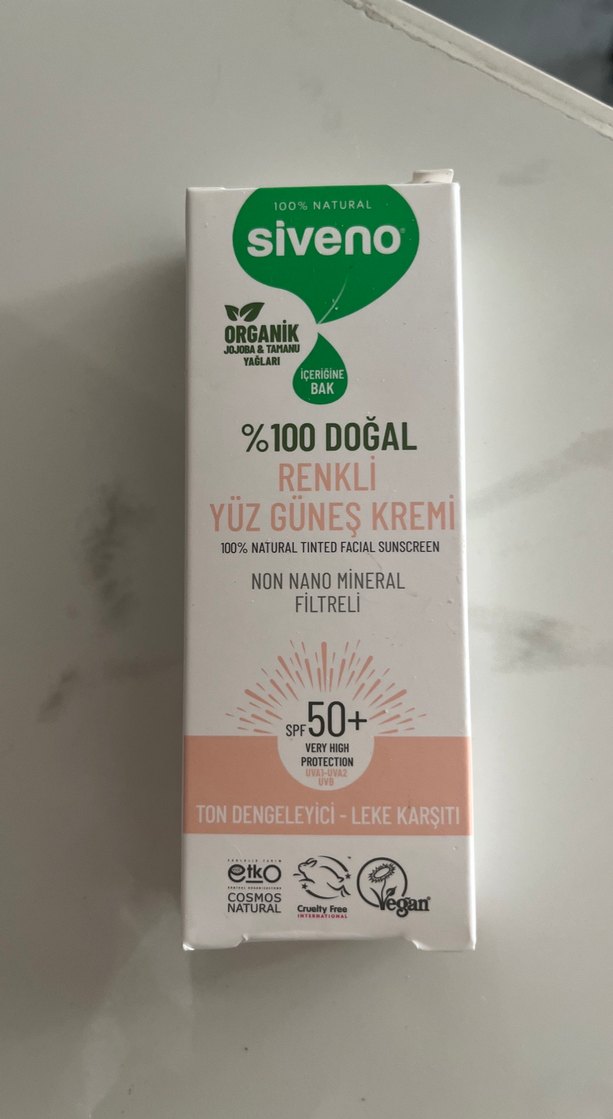 100% NATURAL
siveno
ORGANİK
JOJOBA & TAMANU
YAĞLARI
İÇERİĞİNE
BAK
%100 DOĞAL
RENKLİ
YÜZ GÜNEŞ KREMİ
100% NATURAL TINTED FACIAL SUNSCREEN
NON NANO MİNERAL
FİLTRELİ
SPF 50+
VERY HIGH
PROTECTION
UVA1-UVA2
UVB
TON DENGELEYİCİ - LEKE KARŞITI
etko
COSMOS
NATURAL
Cruelty Free
INTERNATIONAL
Vegan